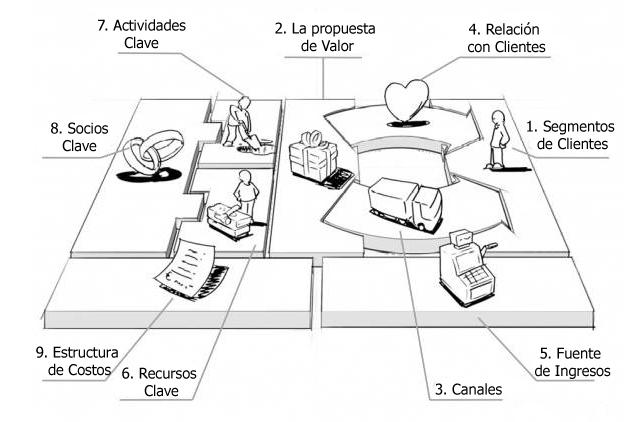 7. Actividades
Clave
2. La propuesta
de Valor
4. Relación
con Clientes
8. Socios
Clave
1. Segmentos
de Clientes
9. Estructura
de Costos
6. Recursos
Clave
3. Canales
5. Fuente
de Ingresos